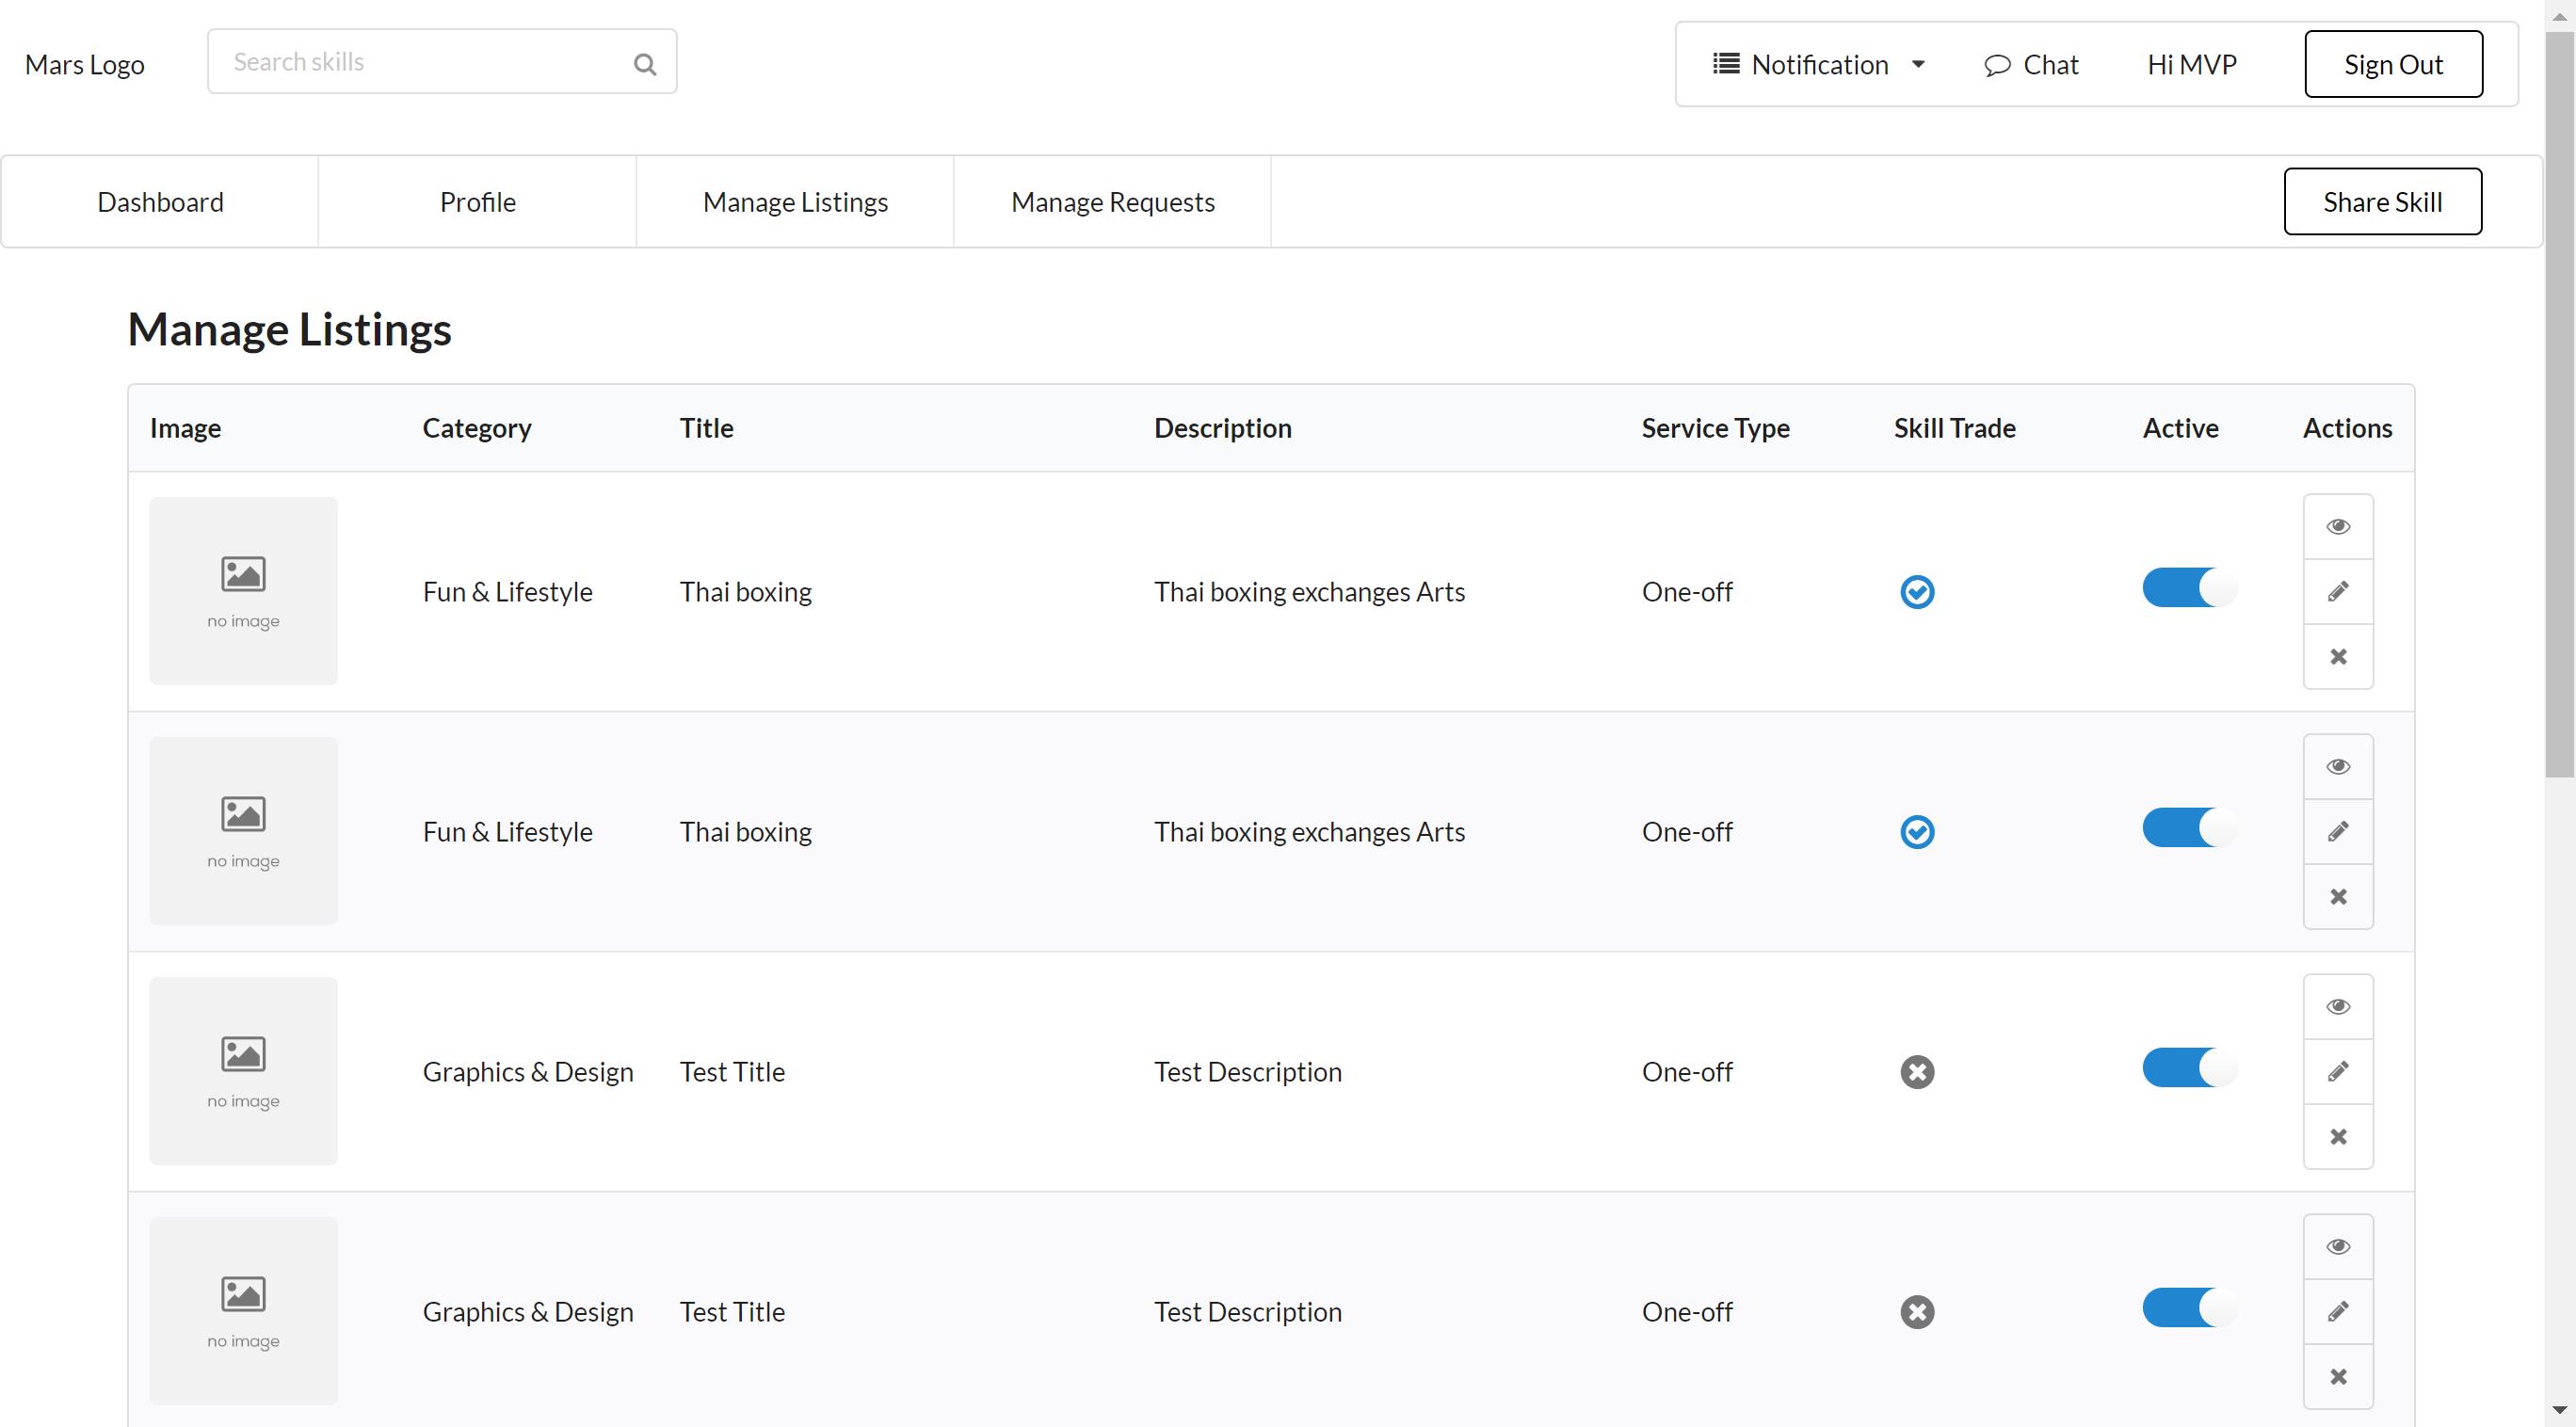 Mars Logo
Search skills
Notification
Chat
Hi MVP
Sign Out
Dashboard
Profile
Manage Listings
Manage Requests
Share Skill
Manage Listings
Image Category Title Description Service Type Skill Trade Active Actions
no image
Fun & Lifestyle Thai boxing Thai boxing exchanges Arts One-off
no image
Fun & Lifestyle Thai boxing Thai boxing exchanges Arts One-off
no image
Graphics & Design Test Title Test Description One-off
no image
Graphics & Design Test Title Test Description One-off